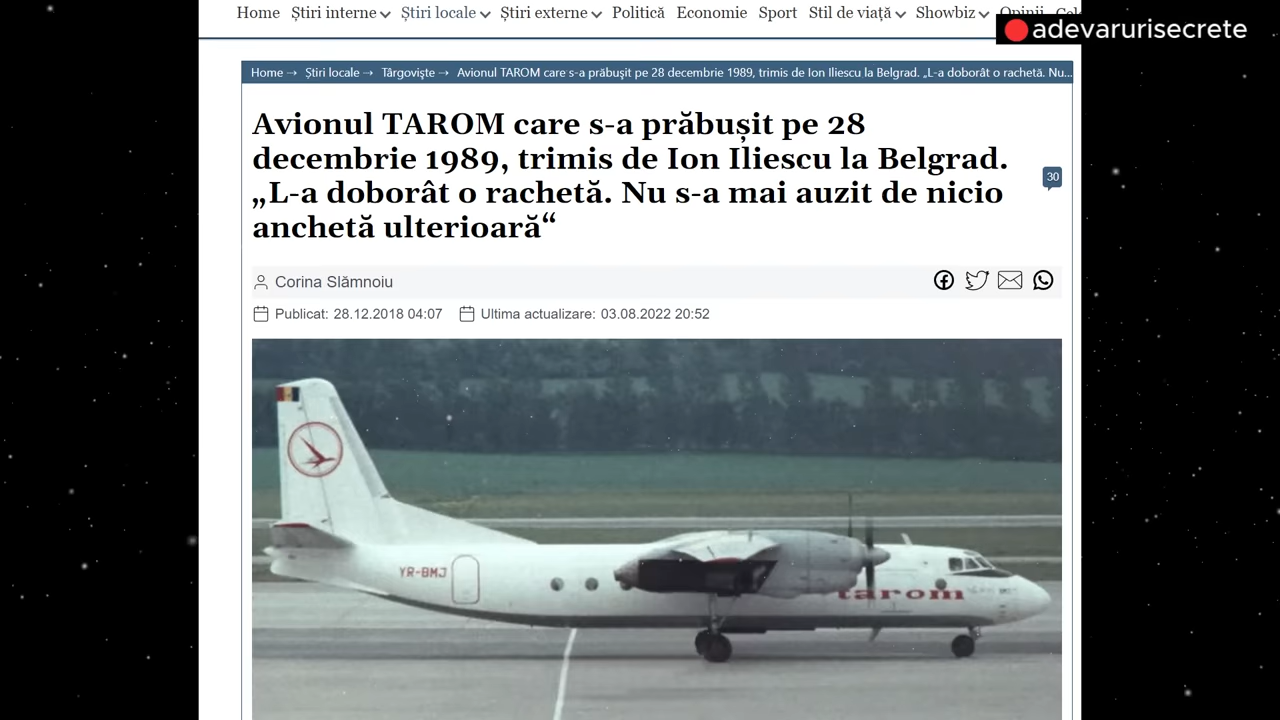 Home Știri interne Știri locale Știri externe Politică Economie Sport Stil de viață Showbiz Opinii
adevarurisecrete
Home → Știri locale → Târgoviște → Avionul TAROM care s-a prăbușit pe 28 decembrie 1989, trimis de Ion Iliescu la Belgrad. „L-a doborât o rachetă. Nu...
Avionul TAROM care s-a prăbușit pe 28
decembrie 1989, trimis de Ion Iliescu la Belgrad.
„L-a doborât o rachetă. Nu s-a mai auzit de nicio
anchetă ulterioară“
30
Corina Slămnoiu
Publicat: 28.12.2018 04:07 Ultima actualizare: 03.08.2022 20:52
YR-BMJ
tarom